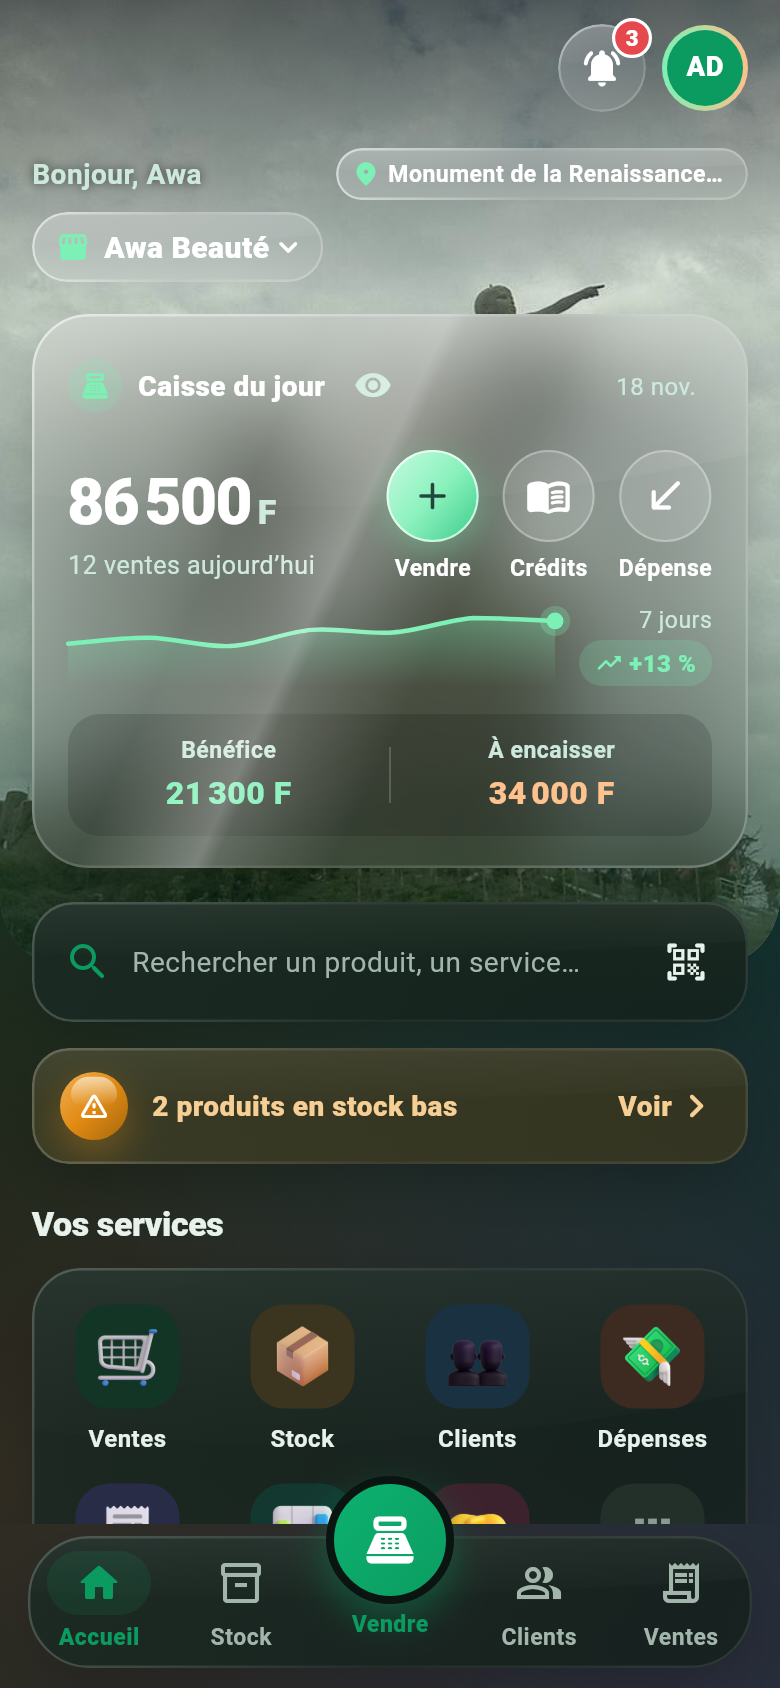 3
AD
Bonjour, Awa
Monument de la Renaissance...
Awa Beauté
Caisse du jour
18 nov.
86 500 F
12 ventes aujourd’hui
Vendre
Crédits
Dépense
7 jours
+13 %
Bénéfice
À encaisser
21 300 F
34 000 F
Rechercher un produit, un service...
2 produits en stock bas
Voir
Vos services
Ventes
Stock
Clients
Dépenses
Accueil
Stock
Vendre
Clients
Ventes